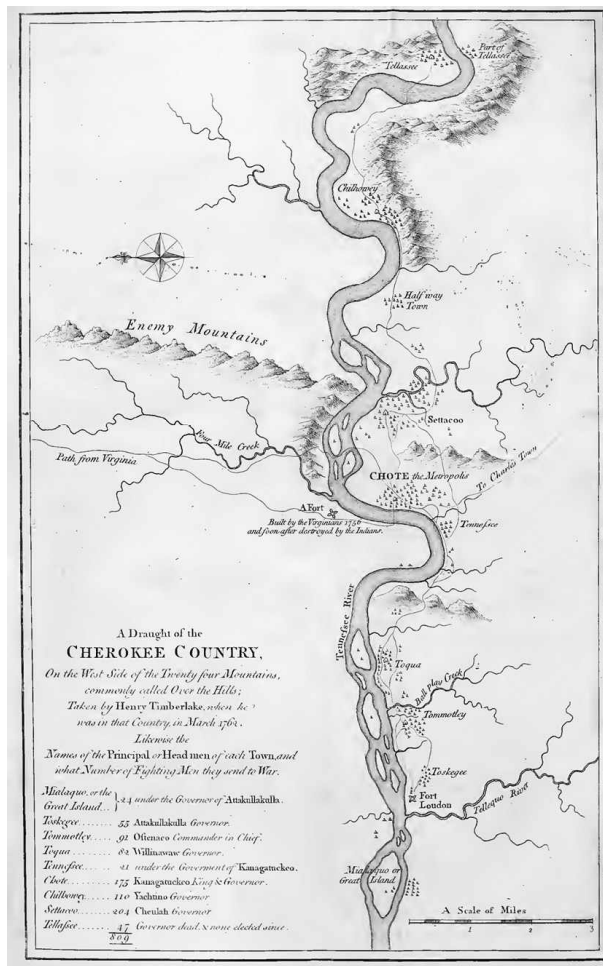 Part of
Tellassee
Tellassee
Chilhowey
Half way
Town
Enemy Mountains
Settacoo
Four Mile Creek
Path from Virginia
CHOTE the Metropolis
To Charles Town
A Fort
Built by the Virginians 1756
and soon after destroyed by the Indians.
Tennessee
Tennessee River
Toqua
Ball play Creek
Tommotley
Toskegee
Fort
Loudon
Tellequo River
Mialaquo or
Great Island
A Draught of the
CHEROKEE COUNTRY,
On the West Side of the Twenty four Mountains,
commonly called Over the Hills;
Taken by Henry Timberlake, when he
was in that Country, in March 1762.
Likewise the
Names of the Principal or Head men of each Town, and
what Number of Fighting Men they send to War.
Mialaquo, or the
Great Island .. } 24 under the Governor of Attakullakulla.
Toskegee ....... 55 Attakullakulla Governor.
Tommotley .... 91 Ostenaco Commander in Chief.
Toqua ........ 82 Willinawaw Governor.
Tennessee ..... 21 under the Goverment of Kanagatuckco.
Chote ......... 175 Kanagatuckco King & Governor.
Chilhowey .... 110 Yachtino Governor
Settacoo ..... 204 Cheulah Governor
Tellassee ..... 47 Governor dead, & none elected since.
809
A Scale of Miles
1 2 3